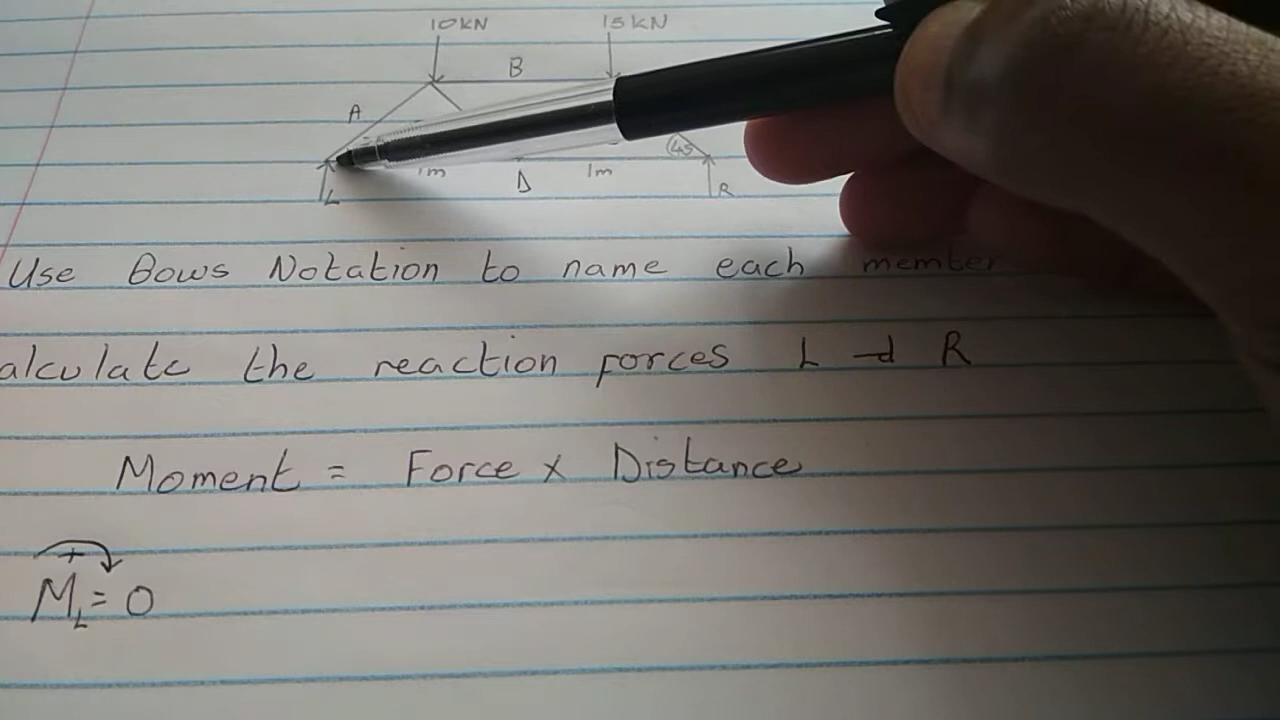 10KN 15KN
B
A
45
1m D 1m
L R
Use Bows Notation to name each member
alculate the reaction forces L d R
Moment = Force x Distance
+
ML = 0